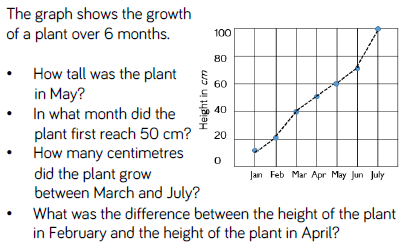 The graph shows the growth
of a plant over 6 months.
• How tall was the plant
in May?
• In what month did the
plant first reach 50 cm?
• How many centimetres
did the plant grow
between March and July?
• What was the difference between the height of the plant
in February and the height of the plant in April?
Height in cm
100
80
60
40
20
0
Jan Feb Mar Apr May Jun July